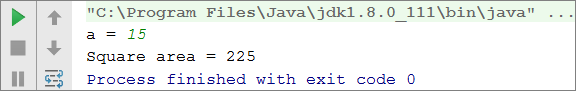 "C:\Program Files\Java\jdk1.8.0_111\bin\java" ...
a = 15
Square area = 225
Process finished with exit code 0